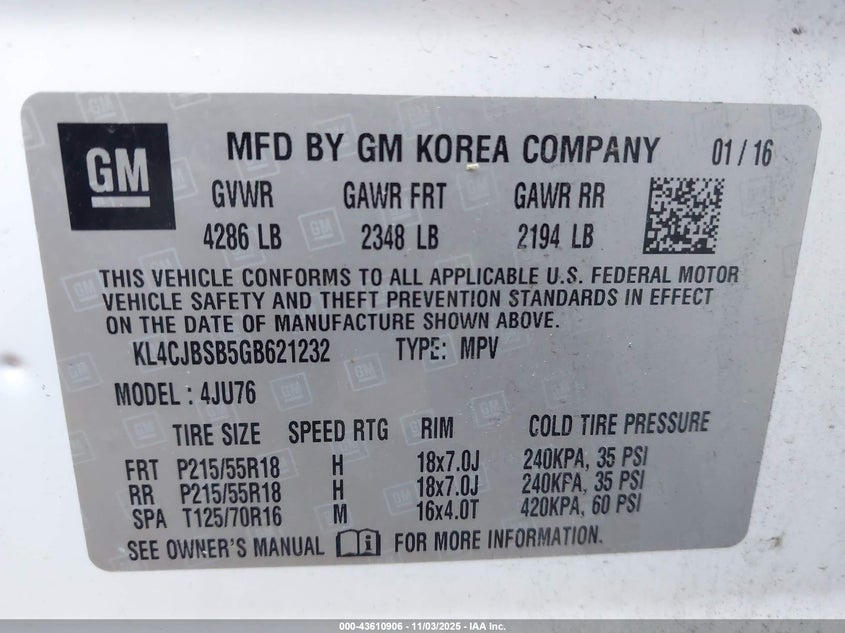 GM
MFD BY GM KOREA COMPANY 01 / 16
GVWR GAWR FRT GAWR RR
4286 LB 2348 LB 2194 LB
THIS VEHICLE CONFORMS TO ALL APPLICABLE U.S. FEDERAL MOTOR
VEHICLE SAFETY AND THEFT PREVENTION STANDARDS IN EFFECT
ON THE DATE OF MANUFACTURE SHOWN ABOVE.
KL4CJBSB5GB621232 TYPE: MPV
MODEL : 4JU76
TIRE SIZE SPEED RTG RIM COLD TIRE PRESSURE
FRT P215/55R18 H 18x7.0J 240KPA, 35 PSI
RR P215/55R18 H 18x7.0J 240KPA, 35 PSI
SPA T125/70R16 M 16x4.0T 420KPA, 60 PSI
SEE OWNER'S MANUAL i FOR MORE INFORMATION.
000-43610906 - 11/03/2025 - IAA Inc.